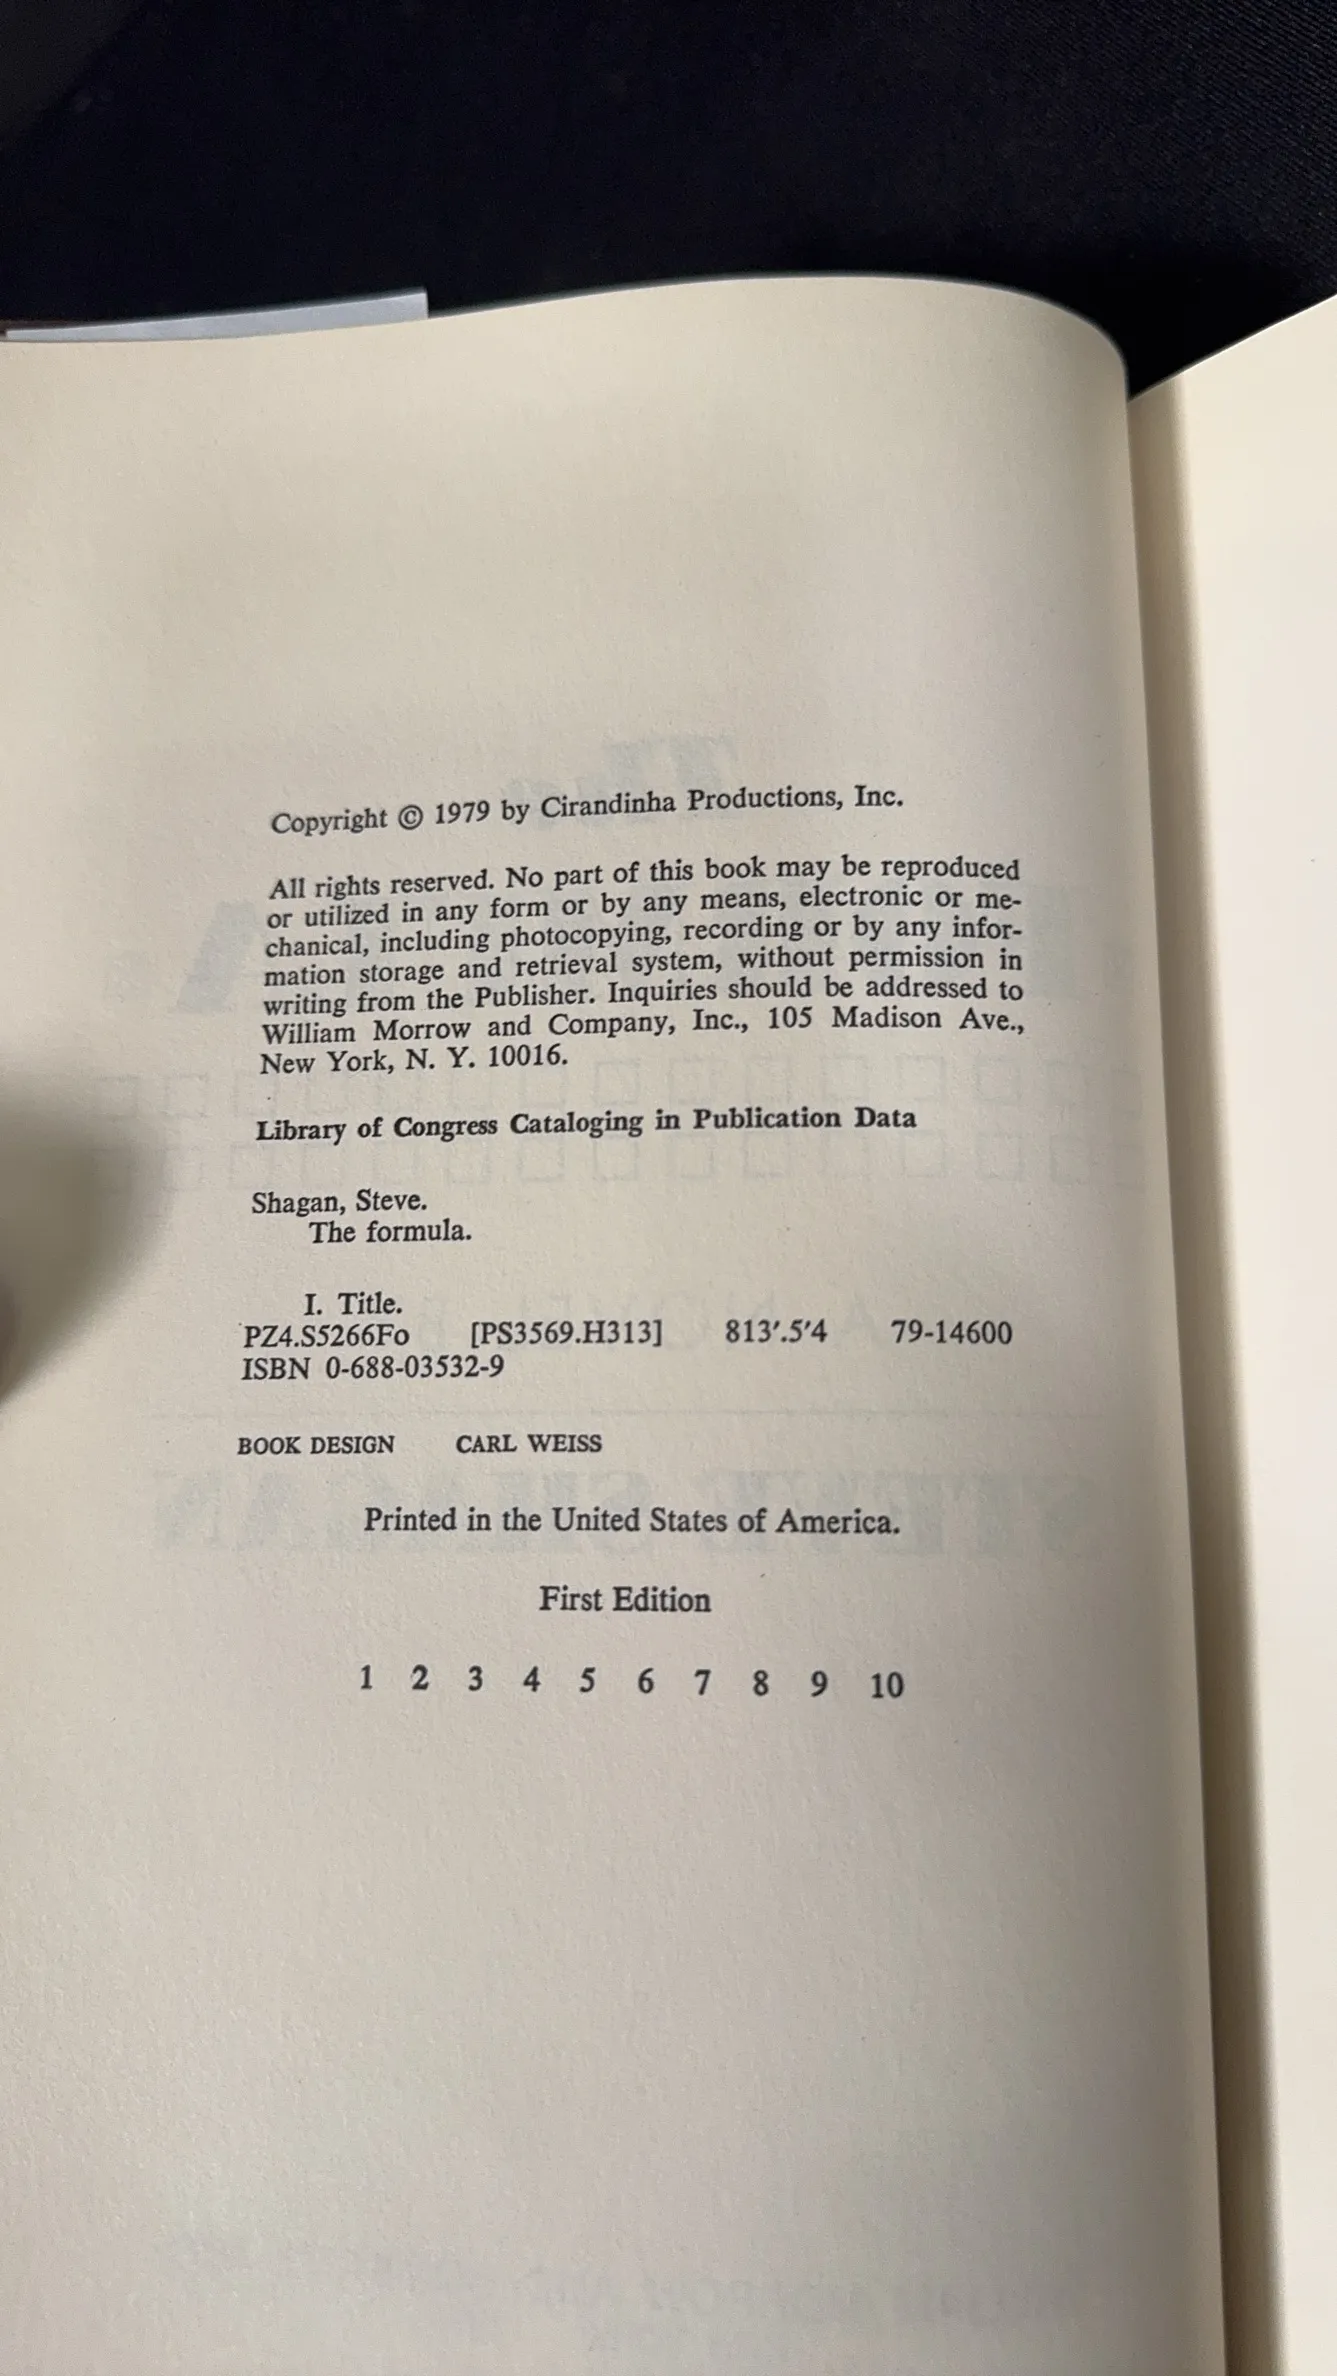 Copyright © 1979 by Cirandinha Productions, Inc.
All rights reserved. No part of this book may be reproduced
or utilized in any form or by any means, electronic or me-
chanical, including photocopying, recording or by any infor-
mation storage and retrieval system, without permission in
writing from the Publisher. Inquiries should be addressed to
William Morrow and Company, Inc., 105 Madison Ave.,
New York, N. Y. 10016.
Library of Congress Cataloging in Publication Data
Shagan, Steve.
The formula.
I. Title.
PZ4.S5266Fo [PS3569.H313] 813'.5'4 79-14600
ISBN 0-688-03532-9
BOOK DESIGN CARL WEISS
Printed in the United States of America.
First Edition
1 2 3 4 5 6 7 8 9 10